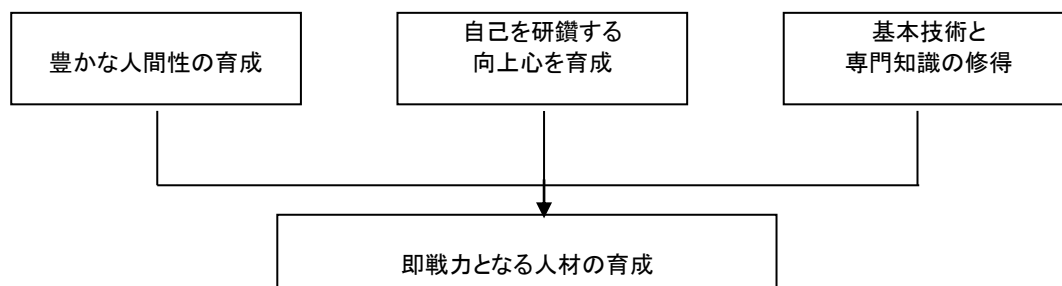 豊かな人間性の育成
自己を研鑽する
向上心を育成
基本技術と
専門知識の修得
即戦力となる人材の育成